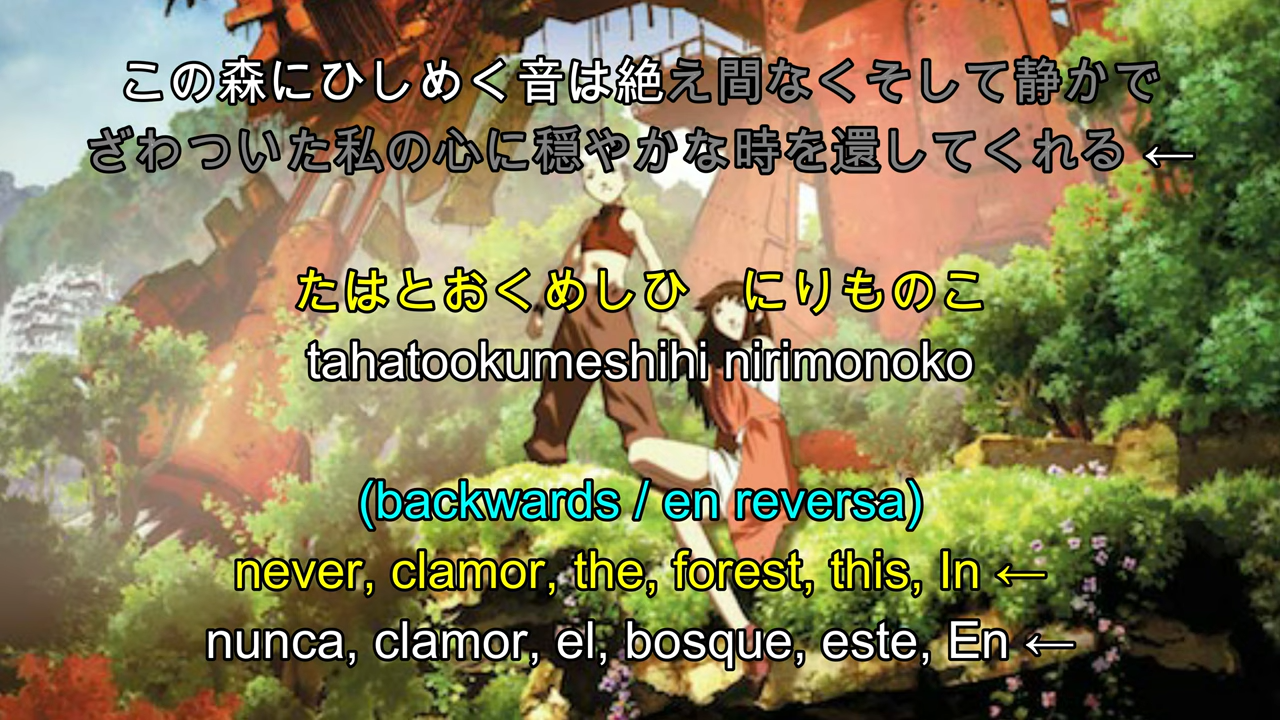 この森にひしめく音は絶え間なくそして静かで
ざわついた私の心に穏やかな時を還してくれる ←
たはとおくめしひ　にりものこ
tahatookumeshihi nirimonoko
(backwards / en reversa)
never, clamor, the, forest, this, In ←
nunca, clamor, el, bosque, este, En ←